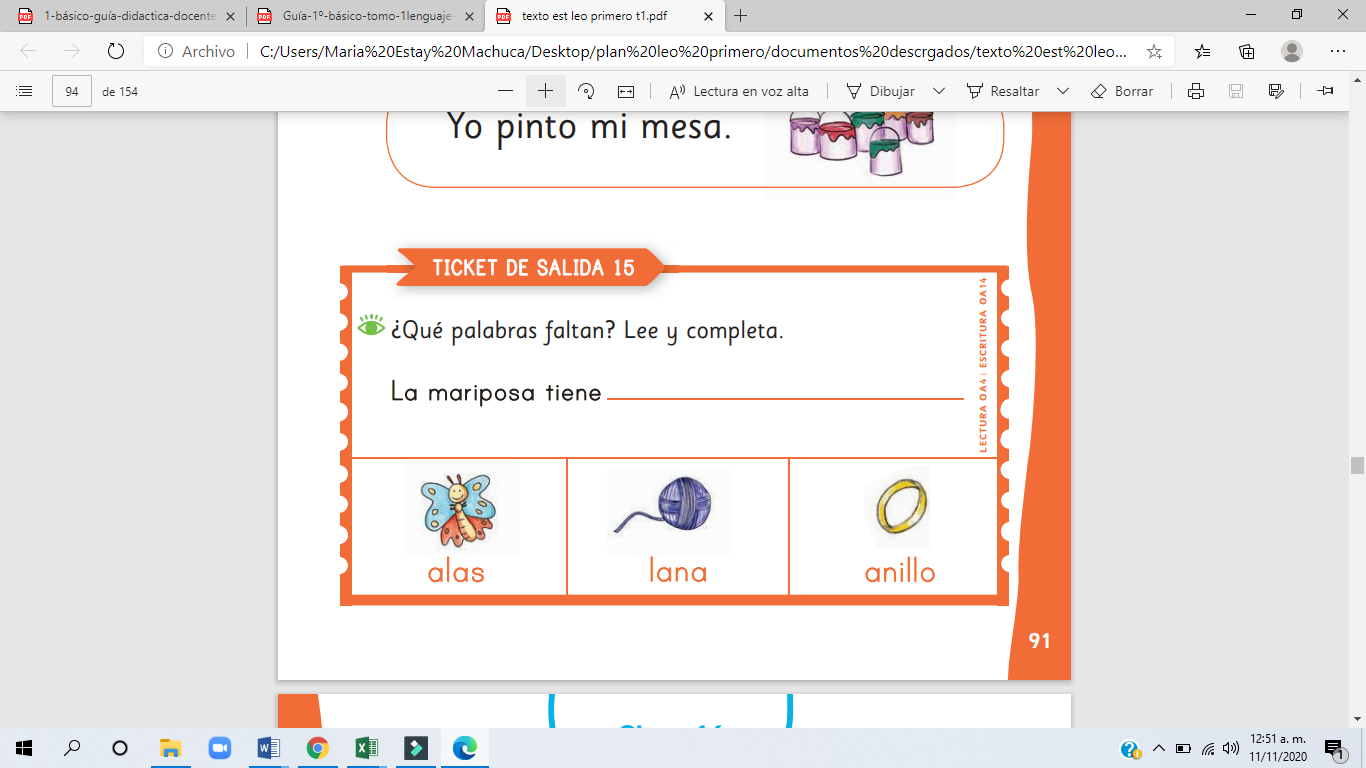 1-básico-guía-didactica-docente
Guía-1º-básico-tomo-1lenguaje-
texto est leo primero t1.pdf
Archivo
C:/Users/Maria%20Estay%20Machuca/Desktop/plan%20leo%20primero/documentos%20descrgados/texto%20est%20leo...
94 de 154
Lectura en voz alta
Dibujar
Resaltar
Borrar
Yo pinto mi mesa.
TICKET DE SALIDA 15
¿Qué palabras faltan? Lee y completa.
La mariposa tiene
LECTURA OA4 | ESCRITURA OA14
alas
lana
anillo
91
12:51 a. m.
11/11/2020
1